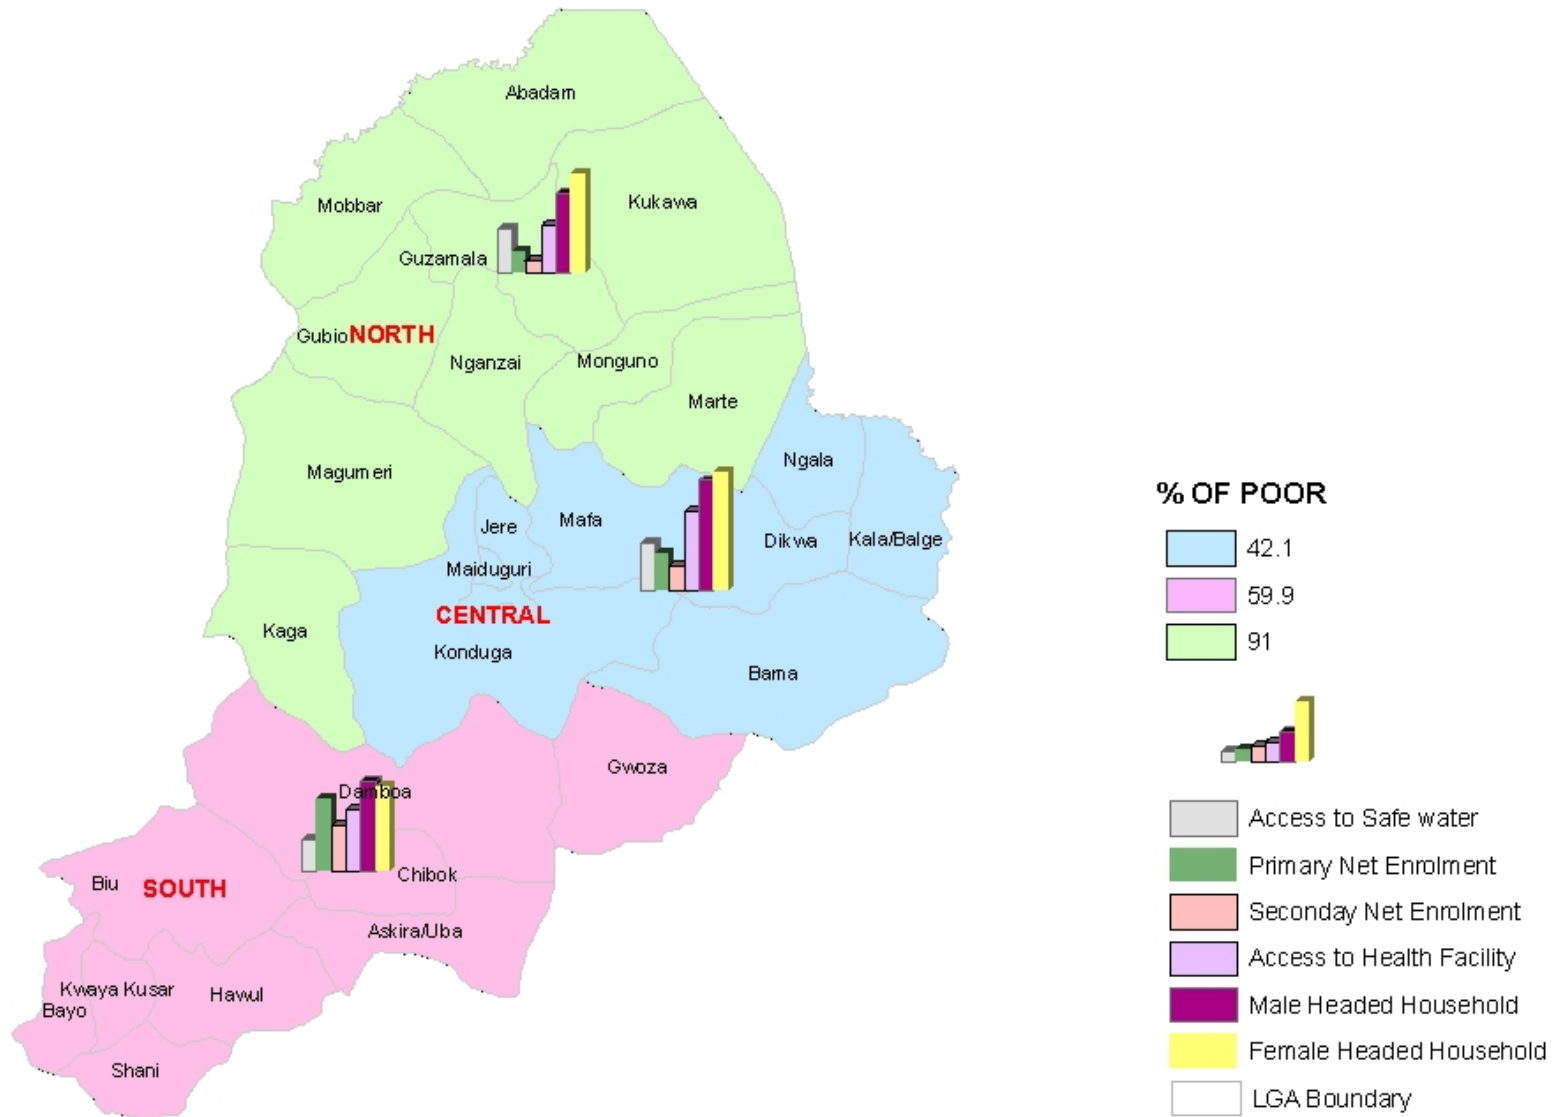 Abadam
Mobbar
Kukawa
Guzamala
Gubio
NORTH
Nganzai
Monguno
Marte
Magumeri
Ngala
Jere
Mafa
Dikwa
Kala/Balge
Maiduguri
CENTRAL
Kaga
Konduga
Bama
Gwoza
Damboa
Chibok
Biu
SOUTH
Askira/Uba
Kwaya Kusar
Hawul
Bayo
Shani
% OF POOR
42.1
59.9
91
Access to Safe water
Primary Net Enrolment
Seconday Net Enrolment
Access to Health Facility
Male Headed Household
Female Headed Household
LGA Boundary